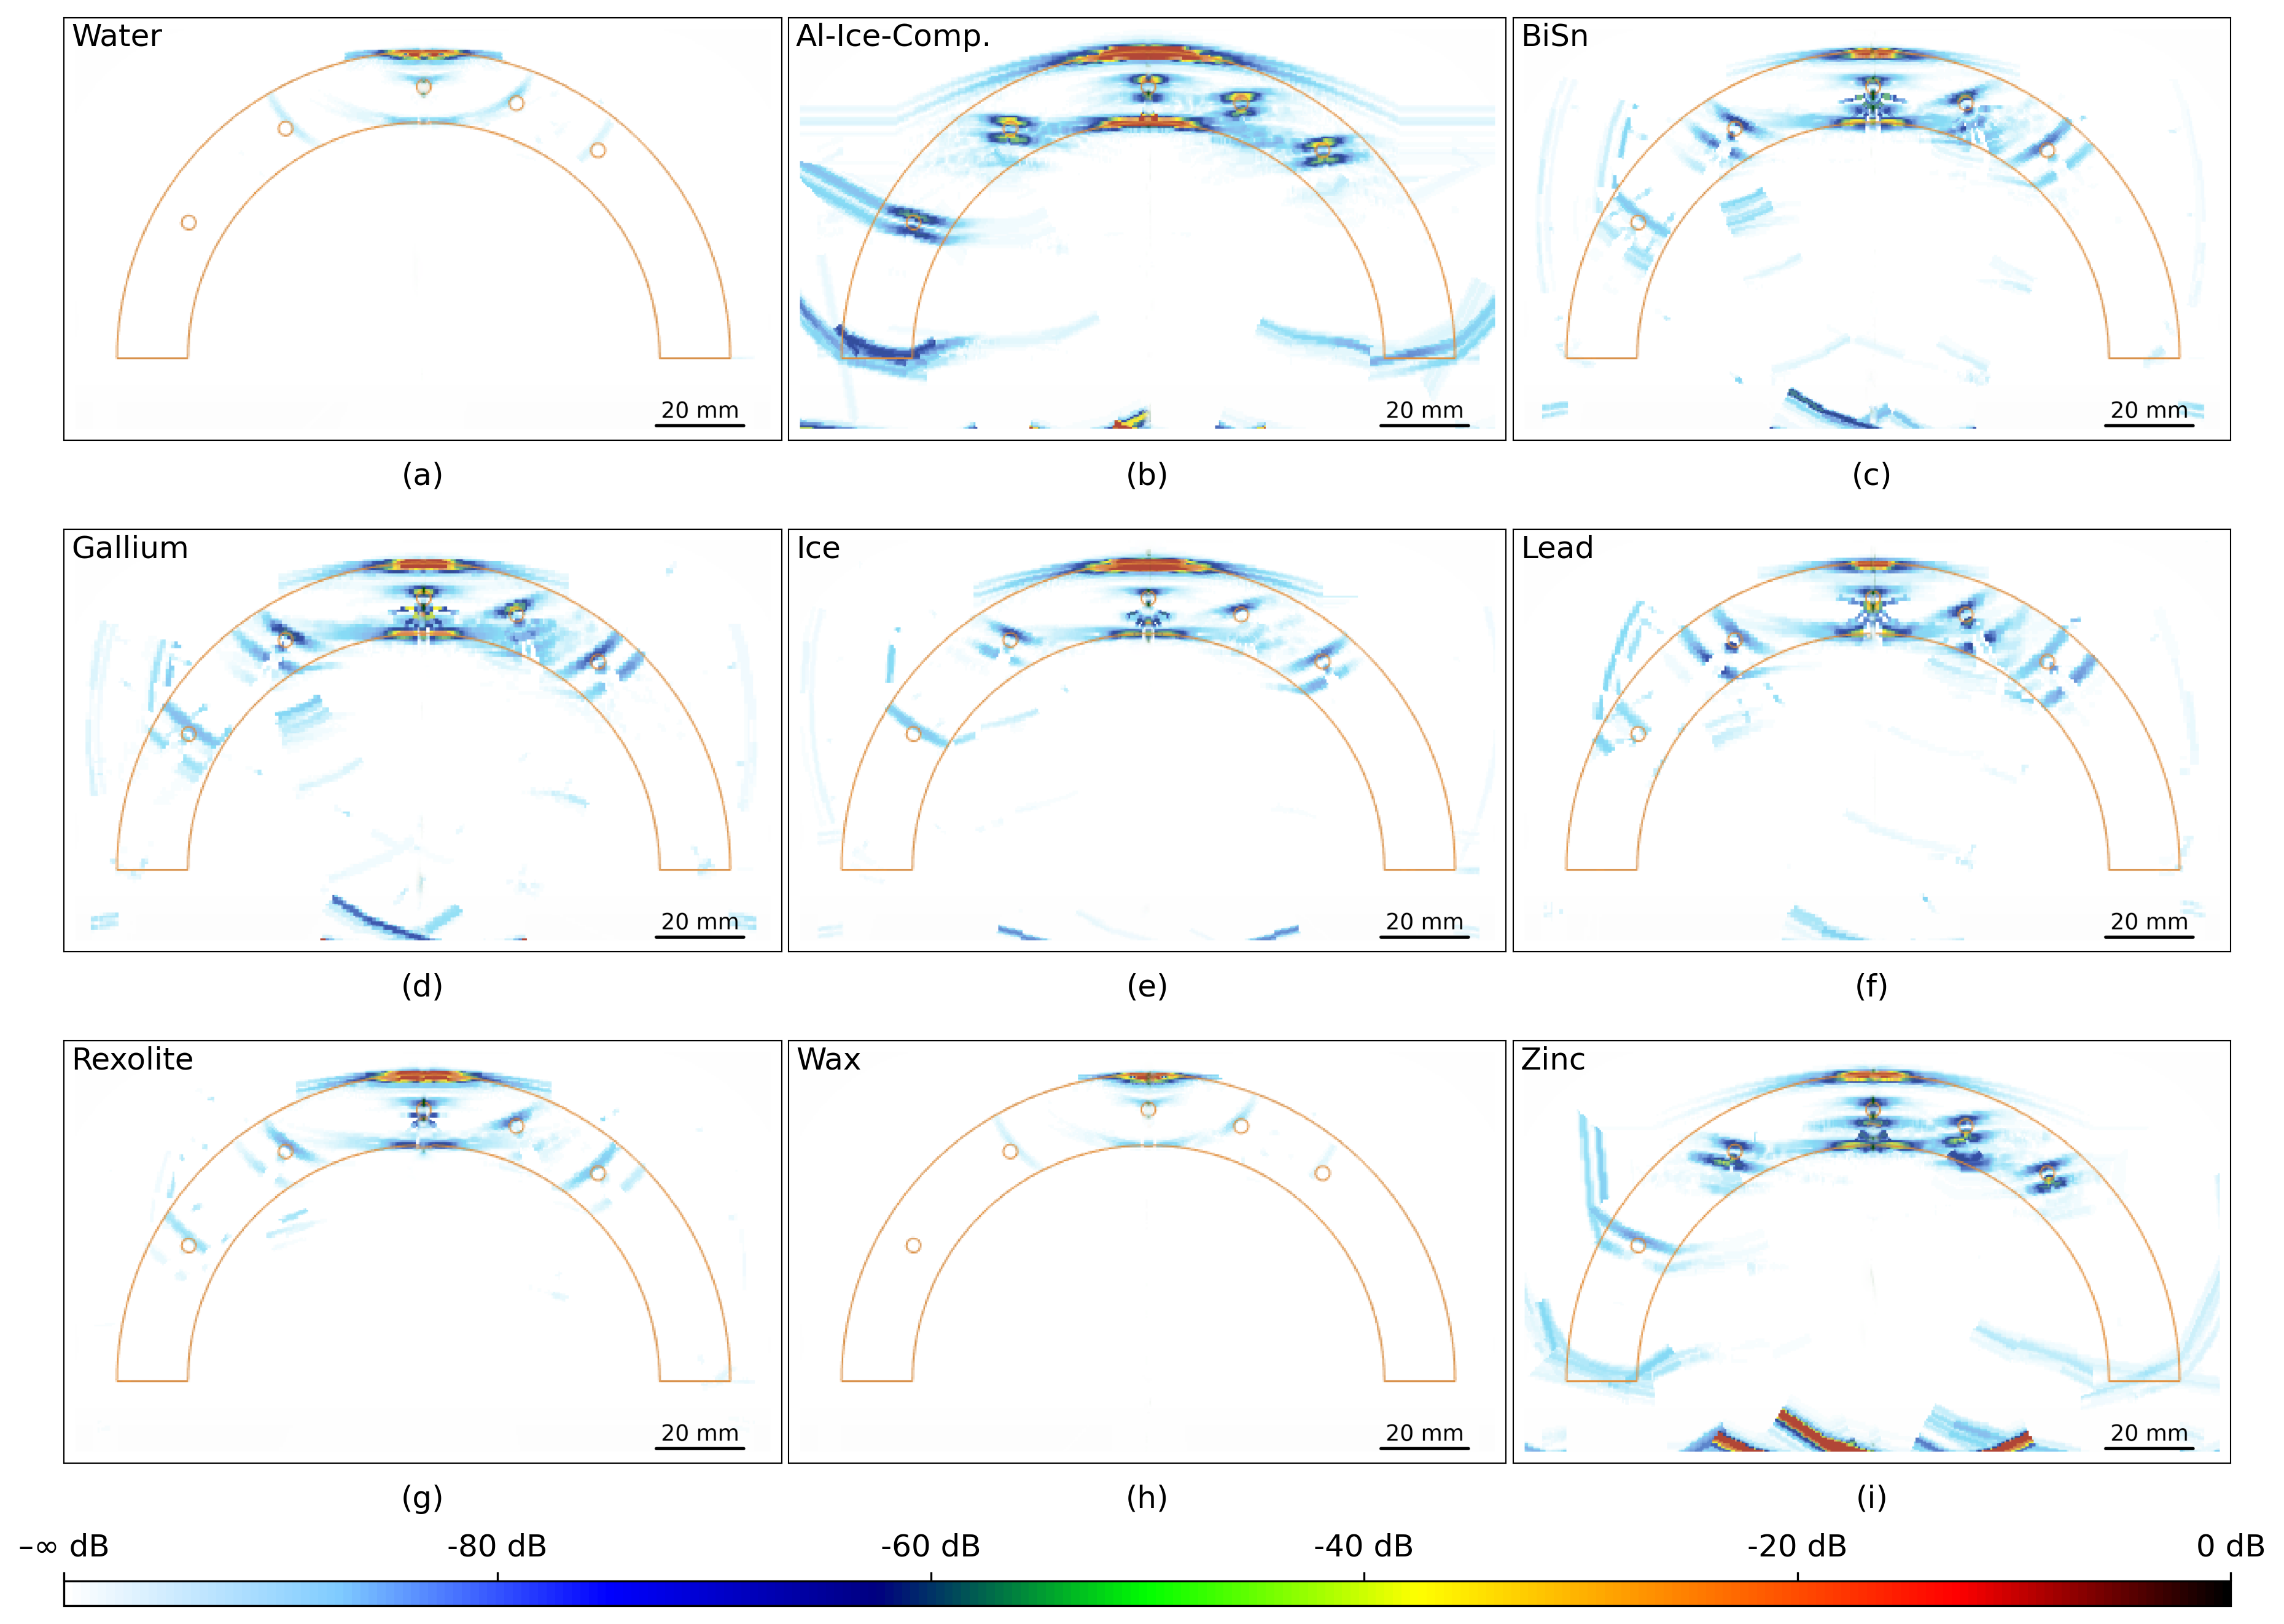 Water
Al-Ice-Comp.
BiSn
20 mm
20 mm
20 mm
(a)
(b)
(c)
Gallium
Ice
Lead
20 mm
20 mm
20 mm
(d)
(e)
(f)
Rexolite
Wax
Zinc
20 mm
20 mm
20 mm
(g)
(h)
(i)
–∞ dB
-80 dB
-60 dB
-40 dB
-20 dB
0 dB